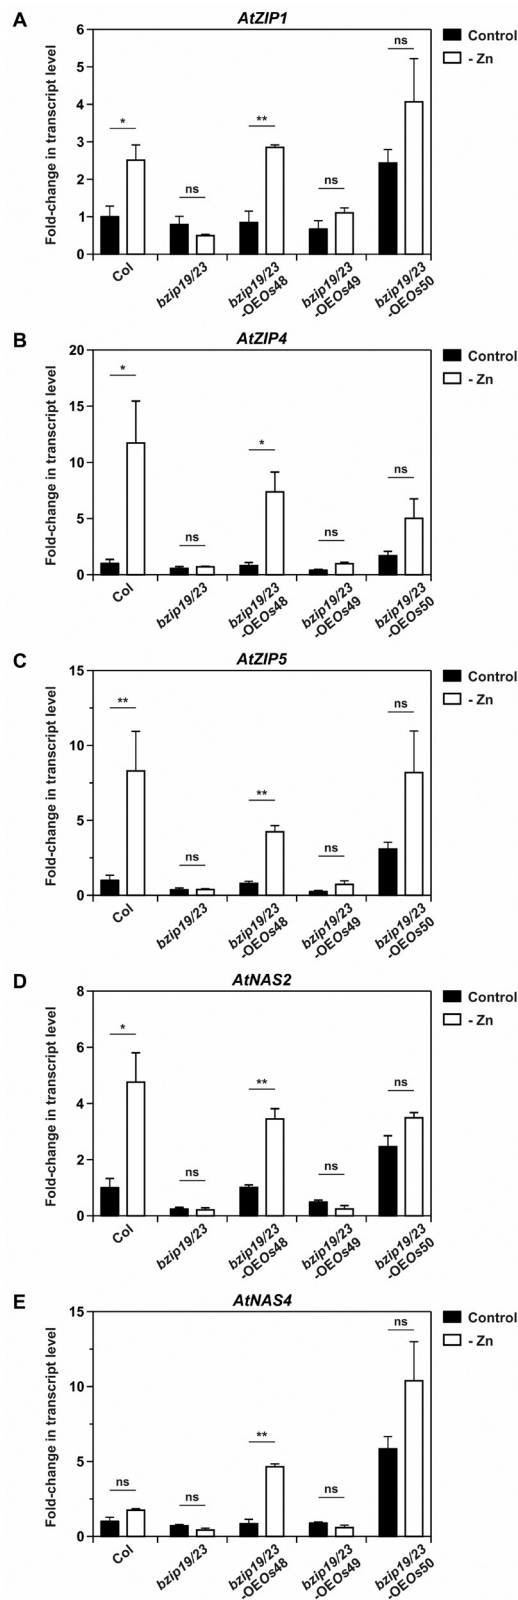 A
AtZIP1
Control
- Zn
Fold-change in transcript level
6
5
4
3
2
1
0
*
ns
**
ns
ns
Col
bzip19/23
bzip19/23
-OEOs48
bzip19/23
-OEOs49
bzip19/23
-OEOs50
B
AtZIP4
Control
- Zn
Fold-change in transcript level
20
15
10
5
0
*
ns
*
ns
ns
Col
bzip19/23
bzip19/23
-OEOs48
bzip19/23
-OEOs49
bzip19/23
-OEOs50
C
AtZIP5
Control
- Zn
Fold-change in transcript level
15
10
5
0
**
ns
**
ns
ns
Col
bzip19/23
bzip19/23
-OEOs48
bzip19/23
-OEOs49
bzip19/23
-OEOs50
D
AtNAS2
Control
- Zn
Fold-change in transcript level
8
6
4
2
0
*
ns
**
ns
ns
Col
bzip19/23
bzip19/23
-OEOs48
bzip19/23
-OEOs49
bzip19/23
-OEOs50
E
AtNAS4
Control
- Zn
Fold-change in transcript level
15
10
5
0
ns
ns
**
ns
ns
Col
bzip19/23
bzip19/23
-OEOs48
bzip19/23
-OEOs49
bzip19/23
-OEOs50